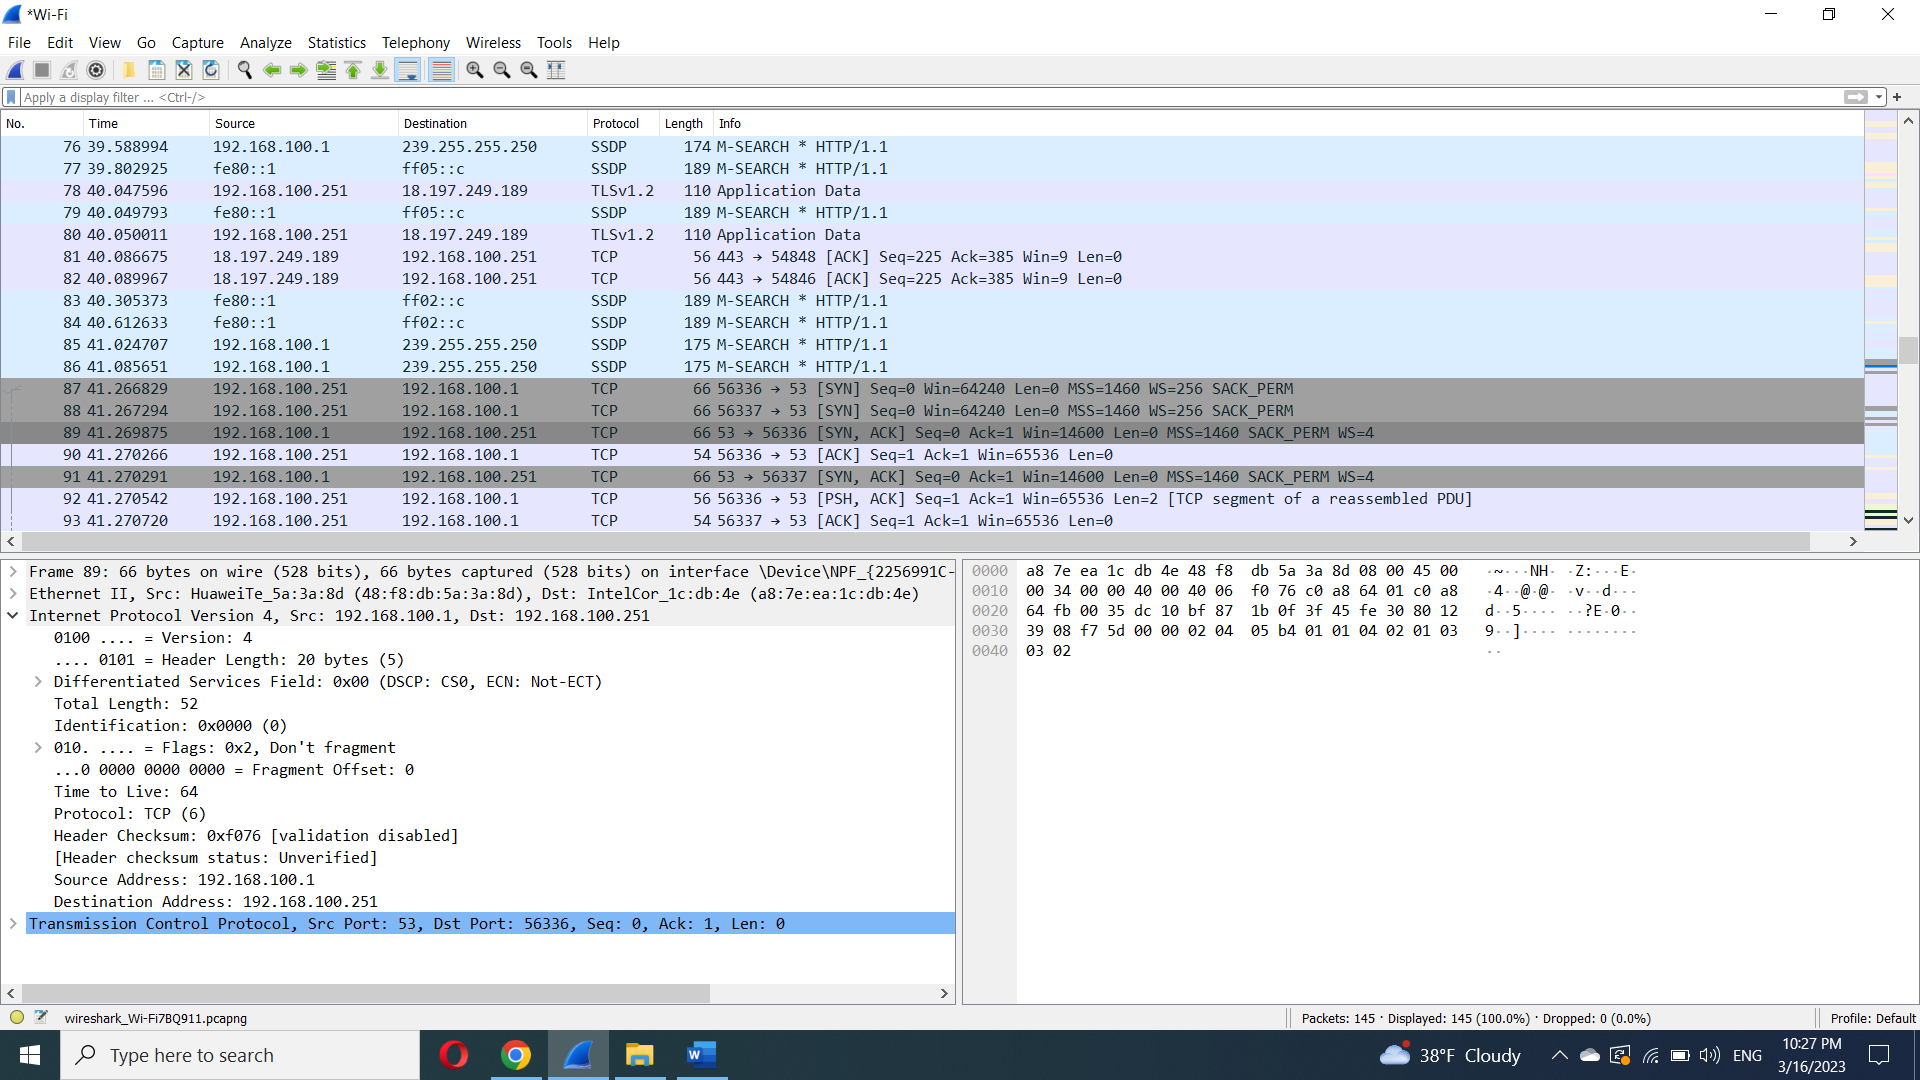 *Wi-Fi
File Edit View Go Capture Analyze Statistics Telephony Wireless Tools Help
Apply a display filter ... <Ctrl-/>
No. Time Source Destination Protocol Length Info
76 39.588994 192.168.100.1 239.255.255.250 SSDP 174 M-SEARCH * HTTP/1.1
77 39.802925 fe80::1 ff05::c SSDP 189 M-SEARCH * HTTP/1.1
78 40.047596 192.168.100.251 18.197.249.189 TLSv1.2 110 Application Data
79 40.049793 fe80::1 ff05::c SSDP 189 M-SEARCH * HTTP/1.1
80 40.050011 192.168.100.251 18.197.249.189 TLSv1.2 110 Application Data
81 40.086675 18.197.249.189 192.168.100.251 TCP 56 443 → 54848 [ACK] Seq=225 Ack=385 Win=9 Len=0
82 40.089967 18.197.249.189 192.168.100.251 TCP 56 443 → 54846 [ACK] Seq=225 Ack=385 Win=9 Len=0
83 40.305373 fe80::1 ff02::c SSDP 189 M-SEARCH * HTTP/1.1
84 40.612633 fe80::1 ff02::c SSDP 189 M-SEARCH * HTTP/1.1
85 41.024707 192.168.100.1 239.255.255.250 SSDP 175 M-SEARCH * HTTP/1.1
86 41.085651 192.168.100.1 239.255.255.250 SSDP 175 M-SEARCH * HTTP/1.1
87 41.266829 192.168.100.251 192.168.100.1 TCP 66 56336 → 53 [SYN] Seq=0 Win=64240 Len=0 MSS=1460 WS=256 SACK_PERM
88 41.267294 192.168.100.251 192.168.100.1 TCP 66 56337 → 53 [SYN] Seq=0 Win=64240 Len=0 MSS=1460 WS=256 SACK_PERM
89 41.269875 192.168.100.1 192.168.100.251 TCP 66 53 → 56336 [SYN, ACK] Seq=0 Ack=1 Win=14600 Len=0 MSS=1460 SACK_PERM WS=4
90 41.270266 192.168.100.251 192.168.100.1 TCP 54 56336 → 53 [ACK] Seq=1 Ack=1 Win=65536 Len=0
91 41.270291 192.168.100.1 192.168.100.251 TCP 66 53 → 56337 [SYN, ACK] Seq=0 Ack=1 Win=14600 Len=0 MSS=1460 SACK_PERM WS=4
92 41.270542 192.168.100.251 192.168.100.1 TCP 56 56336 → 53 [PSH, ACK] Seq=1 Ack=1 Win=65536 Len=2 [TCP segment of a reassembled PDU]
93 41.270720 192.168.100.251 192.168.100.1 TCP 54 56337 → 53 [ACK] Seq=1 Ack=1 Win=65536 Len=0
Frame 89: 66 bytes on wire (528 bits), 66 bytes captured (528 bits) on interface \Device\NPF_{2256991C-
Ethernet II, Src: HuaweiTe_5a:3a:8d (48:f8:db:5a:3a:8d), Dst: IntelCor_1c:db:4e (a8:7e:ea:1c:db:4e)
Internet Protocol Version 4, Src: 192.168.100.1, Dst: 192.168.100.251
0100 .... = Version: 4
.... 0101 = Header Length: 20 bytes (5)
Differentiated Services Field: 0x00 (DSCP: CS0, ECN: Not-ECT)
Total Length: 52
Identification: 0x0000 (0)
010. .... = Flags: 0x2, Don't fragment
...0 0000 0000 0000 = Fragment Offset: 0
Time to Live: 64
Protocol: TCP (6)
Header Checksum: 0xf076 [validation disabled]
[Header checksum status: Unverified]
Source Address: 192.168.100.1
Destination Address: 192.168.100.251
Transmission Control Protocol, Src Port: 53, Dst Port: 56336, Seq: 0, Ack: 1, Len: 0
0000 a8 7e ea 1c db 4e 48 f8 db 5a 3a 8d 08 00 45 00 ·~···NH· ·Z:···E·
0010 00 34 00 00 40 00 40 06 f0 76 c0 a8 64 01 c0 a8 ·4··@·@· ·v··d···
0020 64 fb 00 35 dc 10 bf 87 1b 0f 3f 45 fe 30 80 12 d··5···· ··?E·0··
0030 39 08 f7 5d 00 00 02 04 05 b4 01 01 04 02 01 03 9··]···· ········
0040 03 02 ··
wireshark_Wi-Fi7BQ911.pcapng
Packets: 145 · Displayed: 145 (100.0%) · Dropped: 0 (0.0%)
Profile: Default
Type here to search
W
38°F Cloudy
ENG
10:27 PM
3/16/2023